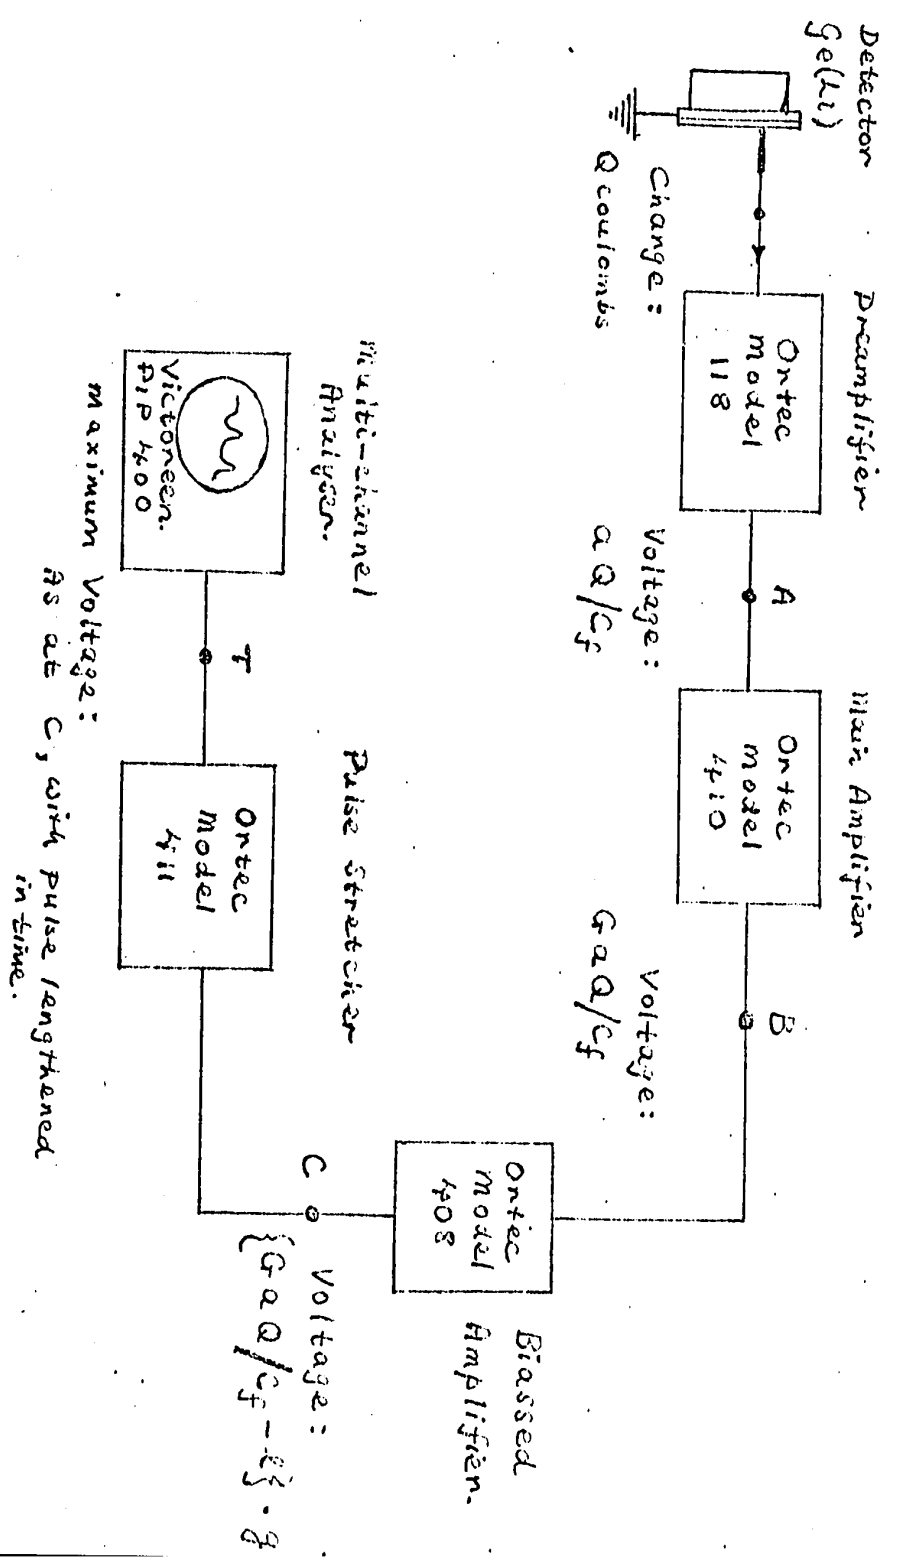 Detector
Ge(Li)
Change:
Q coulombs
Preamplifier
Ortec
Model
118
A
Voltage:
aQ/Cf
Main Amplifier
Ortec
Model
410
B
Voltage:
GaQ/Cf
Biassed
Amplifier.
Ortec
Model
408
C
Voltage:
{GaQ/Cf - }.g
Pulse Stretcher
Ortec
Model
411
T
Multi-channel
Analyser.
Victoreen.
PIP 400
Maximum Voltage:
As at C, with pulse lengthened
in time.